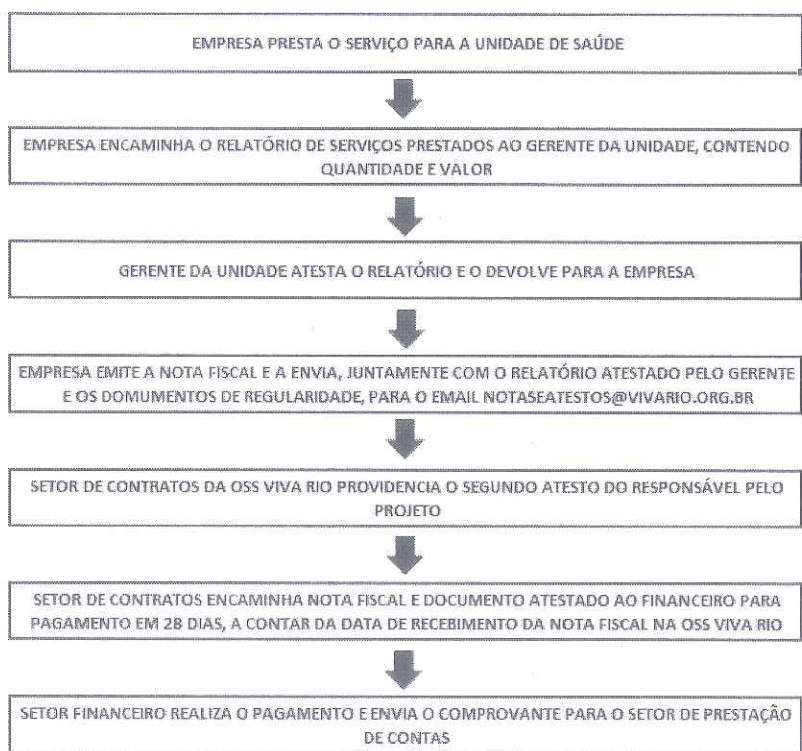 EMPRESA PRESTA O SERVIÇO PARA A UNIDADE DE SAÚDE
EMPRESA ENCAMINHA O RELATÓRIO DE SERVIÇOS PRESTADOS AO GERENTE DA UNIDADE, CONTENDO
QUANTIDADE E VALOR
GERENTE DA UNIDADE ATESTA O RELATÓRIO E O DEVOLVE PARA A EMPRESA
EMPRESA EMITE A NOTA FISCAL E A ENVIA, JUNTAMENTE COM O RELATÓRIO ATESTADO PELO GERENTE
E OS DOMUMENTOS DE REGULARIDADE, PARA O EMAIL NOTASEATESTOS@VIVARIO.ORG.BR
SETOR DE CONTRATOS DA OSS VIVA RIO PROVIDENCIA O SEGUNDO ATESTO DO RESPONSÁVEL PELO
PROJETO
SETOR DE CONTRATOS ENCAMINHA NOTA FISCAL E DOCUMENTO ATESTADO AO FINANCEIRO PARA
PAGAMENTO EM 28 DIAS, A CONTAR DA DATA DE RECEBIMENTO DA NOTA FISCAL NA OSS VIVA RIO
SETOR FINANCEIRO REALIZA O PAGAMENTO E ENVIA O COMPROVANTE PARA O SETOR DE PRESTAÇÃO
DE CONTAS